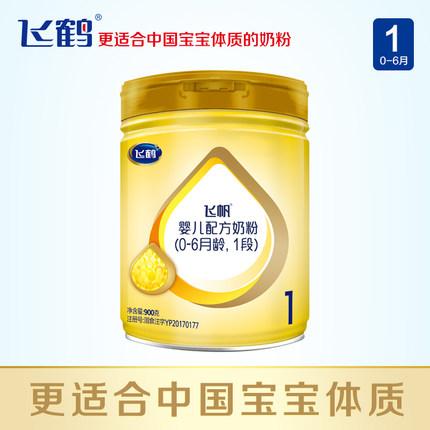 飞鹤
更适合中国宝宝体质的奶粉
1
0-6月
飞鹤
飞帆
婴儿配方奶粉
(0-6月龄, 1段)
净含量:900克
注册号:国食注字YP20170177
1
更适合中国宝宝体质